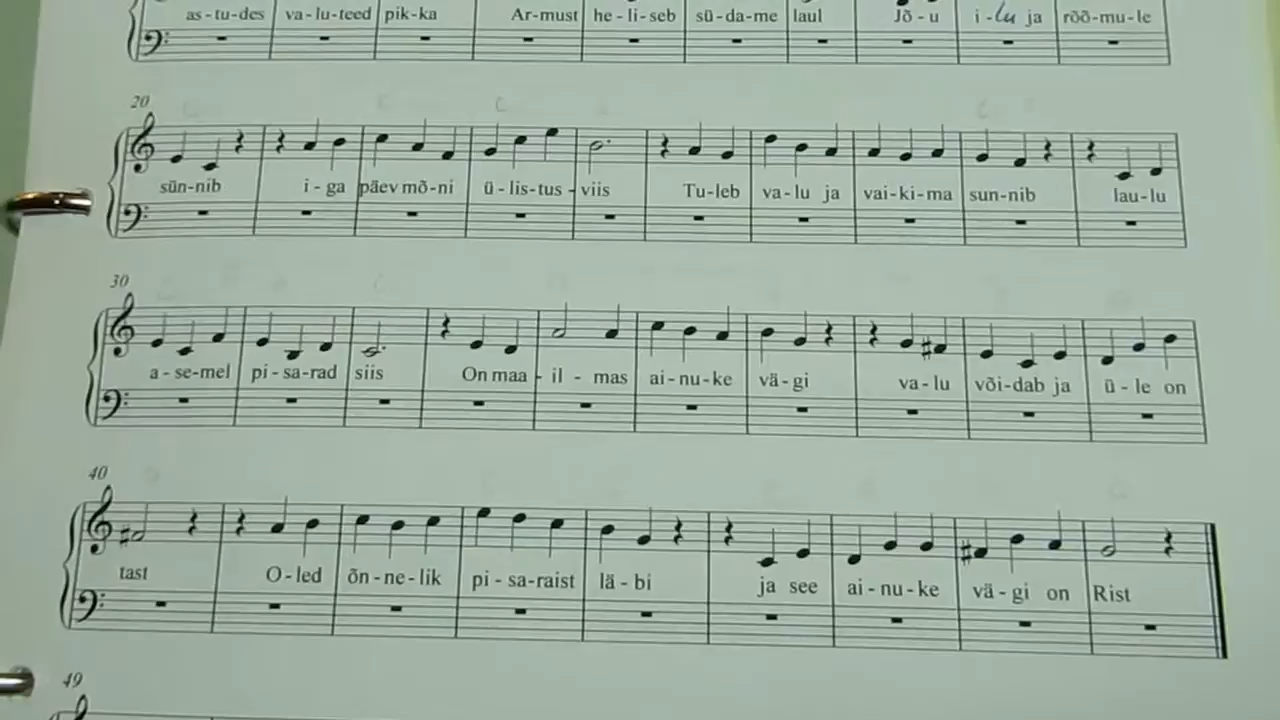 as - tu - des va - lu - teed pik - ka Ar - must he - li - seb sü - da - me laul Jõ - u i - lu ja rõõ - mu - le
20
sün - nib i - ga päev mõ - ni ü - lis - tus - viis Tu - leb va - lu ja vai - ki - ma sun - nib lau - lu
30
a - se - mel pi - sa - rad siis On maa - il - mas ai - nu - ke vä - gi va - lu või - dab ja ü - le on
40
tast O - led õn - ne - lik pi - sa - raist lä - bi ja see ai - nu - ke vä - gi on Rist
49